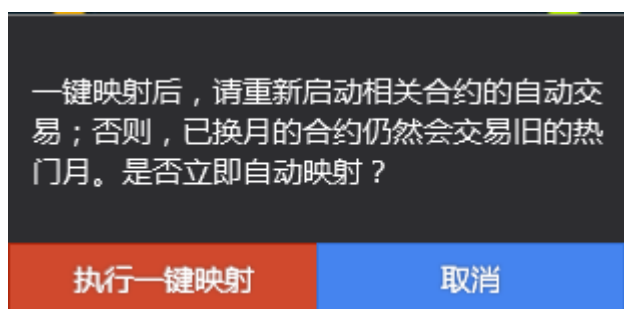 一键映射后，请重新启动相关合约的自动交
易；否则，已换月的合约仍然会交易旧的热
门月。是否立即自动映射？
执行一键映射
取消